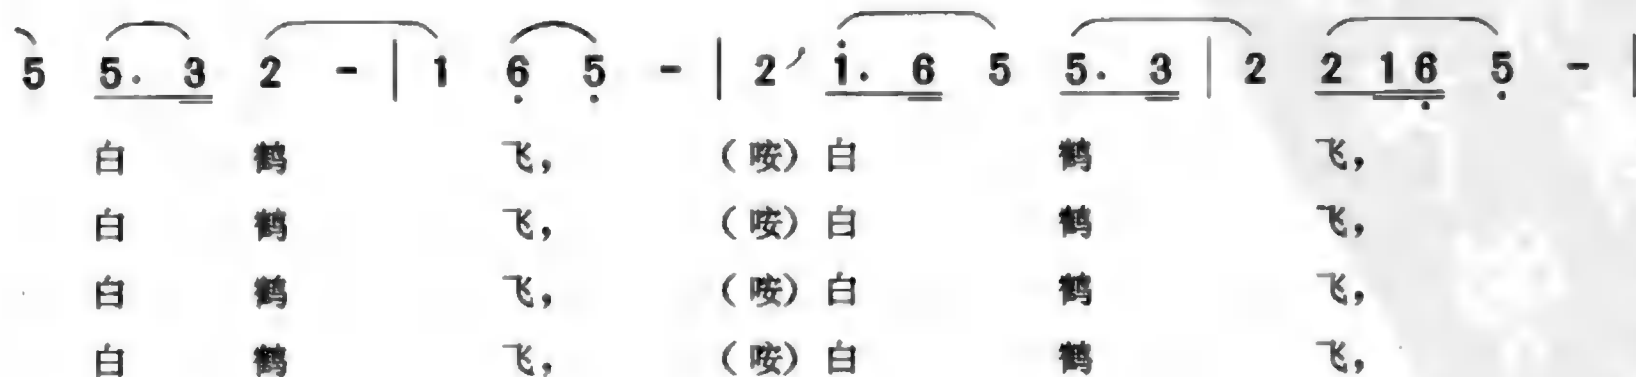 5 5. 3 2 - | 1 6 5 - | 2 i. 6 5 5. 3 | 2 2 1 6 5 - |
白 鹤 飞, (咹) 白 鹤 飞,
白 鹤 飞, (咹) 白 鹤 飞,
白 鹤 飞, (咹) 白 鹤 飞,
白 鹤 飞, (咹) 白 鹤 飞,